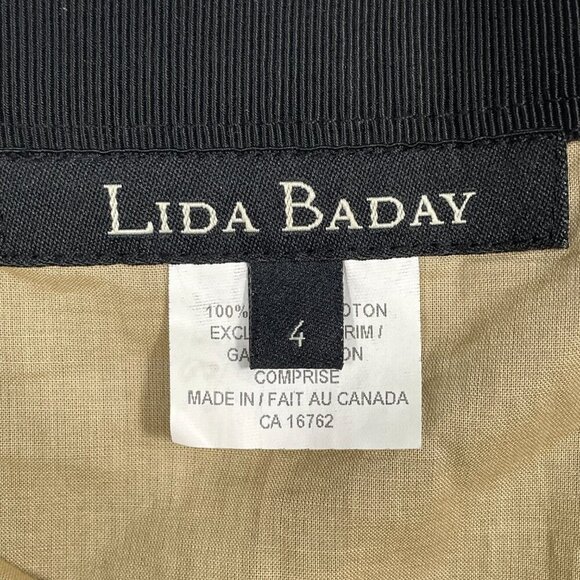 LIDA BADAY
4
100%
COMPRISE
MADE IN / FAIT AU CANADA
CA 16762